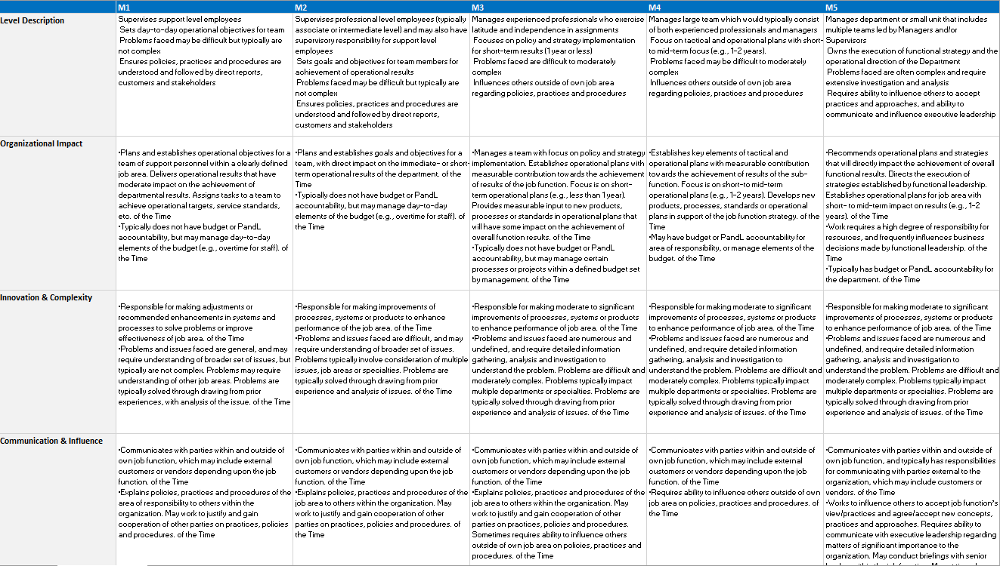 M1
M2
M3
M4
M5
Level Description
Supervises support level employees
Sets day-to-day operational objectives for team
Problems faced may be difficult but typically are
not complex
Ensures policies, practices and procedures are
understood and followed by direct reports,
customers and stakeholders
Supervises professional level employees (typically
associate or intermediate level) and may also have
supervisory responsibility for support level
employees
Sets goals and objectives for team members for
achievement of operational results
Problems faced may be difficult but typically are
not complex
Ensures policies, practices and procedures are
understood and followed by direct reports,
customers and stakeholders
Manages experienced professionals who exercise
latitude and independence in assignments
Focuses on policy and strategy implementation
for short-term results (1 year or less)
Problems faced are difficult to moderately
complex
Influences others outside of own job area
regarding policies, practices and procedures
Manages large team which would typically consist
of both experienced professionals and managers
Focus on tactical and operational plans with short-
to mid-term focus (e.g., 1-2 years).
Problems faced may be difficult to moderately
complex
Influences others outside of own job area
regarding policies, practices and procedures
Manages department or small unit that includes
multiple teams led by Managers and/or
Supervisors
Owns the execution of functional strategy and the
operational direction of the Department
Problems faced are often complex and require
extensive investigation and analysis
Requires ability to influence others to accept
practices and approaches, and ability to
communicate and influence executive leadership
Organizational Impact
•Plans and establishes operational objectives for a
team of support personnel within a clearly defined
job area. Delivers operational results that have
moderate impact on the achievement of
departmental results. Assigns tasks to a team to
achieve operational targets, service standards,
etc. of the Time
•Typically does not have budget or PandL
accountability, but may manage day-to-day
elements of the budget (e.g., overtime for staff). of
the Time
•Plans and establishes goals and objectives for a
team, with direct impact on the immediate- or short-
term operational results of the department. of the
Time
•Typically does not have budget or PandL
accountability, but may manage day-to-day
elements of the budget (e.g., overtime for staff). of
the Time
•Manages a team with focus on policy and strategy
implementation. Establishes operational plans with
measurable contribution towards the achievement
of results of the job function. Focus is on short-
term operational plans (e.g., less than 1 year).
Provides measurable input to new products,
processes or standards in operational plans that
will have some impact on the achievement of
overall function results. of the Time
•Typically does not have budget or PandL
accountability, but may manage certain
processes or projects within a defined budget set
by management. of the Time
•Establishes key elements of tactical and
operational plans with measurable contribution
towards the achievement of results of the sub-
function. Focus is on short-to mid-term
operational plans (e.g., 1-2 years). Develops new
products, processes, standards or operational
plans in support of the job function strategy. of the
Time
•May have budget or PandL accountability for
area of responsibility, or manage elements of the
budget. of the Time
•Recommends operational plans and strategies
that will directly impact the achievement of overall
functional results. Directs the execution of
strategies established by functional leadership.
Establishes operational plans for job area with
short- to mid-term impact on results (e.g., 1-2
years). of the Time
•Work requires a high degree of responsibility for
resources, and frequently influences business
decisions made by functional leadership. of the
Time
•Typically has budget or PandL accountability for
the department. of the Time
Innovation & Complexity
•Responsible for making adjustments or
recommended enhancements in systems and
processes to solve problems or improve
effectiveness of job area. of the Time
•Problems and issues faced are general, and may
require understanding of broader set of issues, but
typically are not complex. Problems may require
understanding of other job areas. Problems are
typically solved through drawing from prior
experiences, with analysis of the issue. of the Time
•Responsible for making improvements of
processes, systems or products to enhance
performance of the job area. of the Time
•Problems and issues faced are difficult, and may
require understanding of broader set of issues.
Problems typically involve consideration of multiple
issues, job areas or specialties. Problems are
typically solved through drawing from prior
experience and analysis of issues. of the Time
•Responsible for making moderate to significant
improvements of processes, systems or products
to enhance performance of job area. of the Time
•Problems and issues faced are numerous and
undefined, and require detailed information
gathering, analysis and investigation to
understand the problem. Problems are difficult and
moderately complex. Problems typically impact
multiple departments or specialties. Problems are
typically solved through drawing from prior
experience and analysis of issues. of the Time
•Responsible for making moderate to significant
improvements of processes, systems or products
to enhance performance of job area. of the Time
•Problems and issues faced are numerous and
undefined, and require detailed information
gathering, analysis and investigation to
understand the problem. Problems are difficult and
moderately complex. Problems typically impact
multiple departments or specialties. Problems are
typically solved through drawing from prior
experience and analysis of issues. of the Time
•Responsible for making moderate to significant
improvements of processes, systems or products
to enhance performance of job area. of the Time
•Problems and issues faced are numerous and
undefined, and require detailed information
gathering, analysis and investigation to
understand the problem. Problems are difficult and
moderately complex. Problems typically impact
multiple departments or specialties. Problems are
typically solved through drawing from prior
experience and analysis of issues. of the Time
Communication & Influence
•Communicates with parties within and outside of
own job function, which may include external
customers or vendors depending upon the job
function. of the Time
•Explains policies, practices and procedures of the
area of responsibility to others within the
organization. May work to justify and gain
cooperation of other parties on practices, policies
and procedures. of the Time
•Communicates with parties within and outside of
own job function, which may include external
customers or vendors depending upon the job
function. of the Time
•Explains policies, practices and procedures of the
job area to others within the organization. May
work to justify and gain cooperation of other
parties on practices, policies and procedures. of
the Time
•Communicates with parties within and outside of
own job function, which may include external
customers or vendors depending upon the job
function. of the Time
•Explains policies, practices and procedures of the
job area to others within the organization. May
work to justify and gain cooperation of other
parties on practices, policies and procedures.
Sometimes requires ability to influence others
outside of own job area on policies, practices and
procedures. of the Time
•Communicates with parties within and outside of
own job function, which may include external
customers or vendors depending upon the job
function. of the Time
•Requires ability to influence others outside of own
job area on policies, practices and procedures. of
the Time
•Communicates with parties within and outside of
own job function, and typically has responsibilities
for communicating with parties external to the
organization, which may include customers or
vendors. of the Time
•Works to influence others to accept job function's
view/practices and agree/accept new concepts,
practices and approaches. Requires ability to
communicate with executive leadership regarding
matters of significant importance to the
organization. May conduct briefings with senior